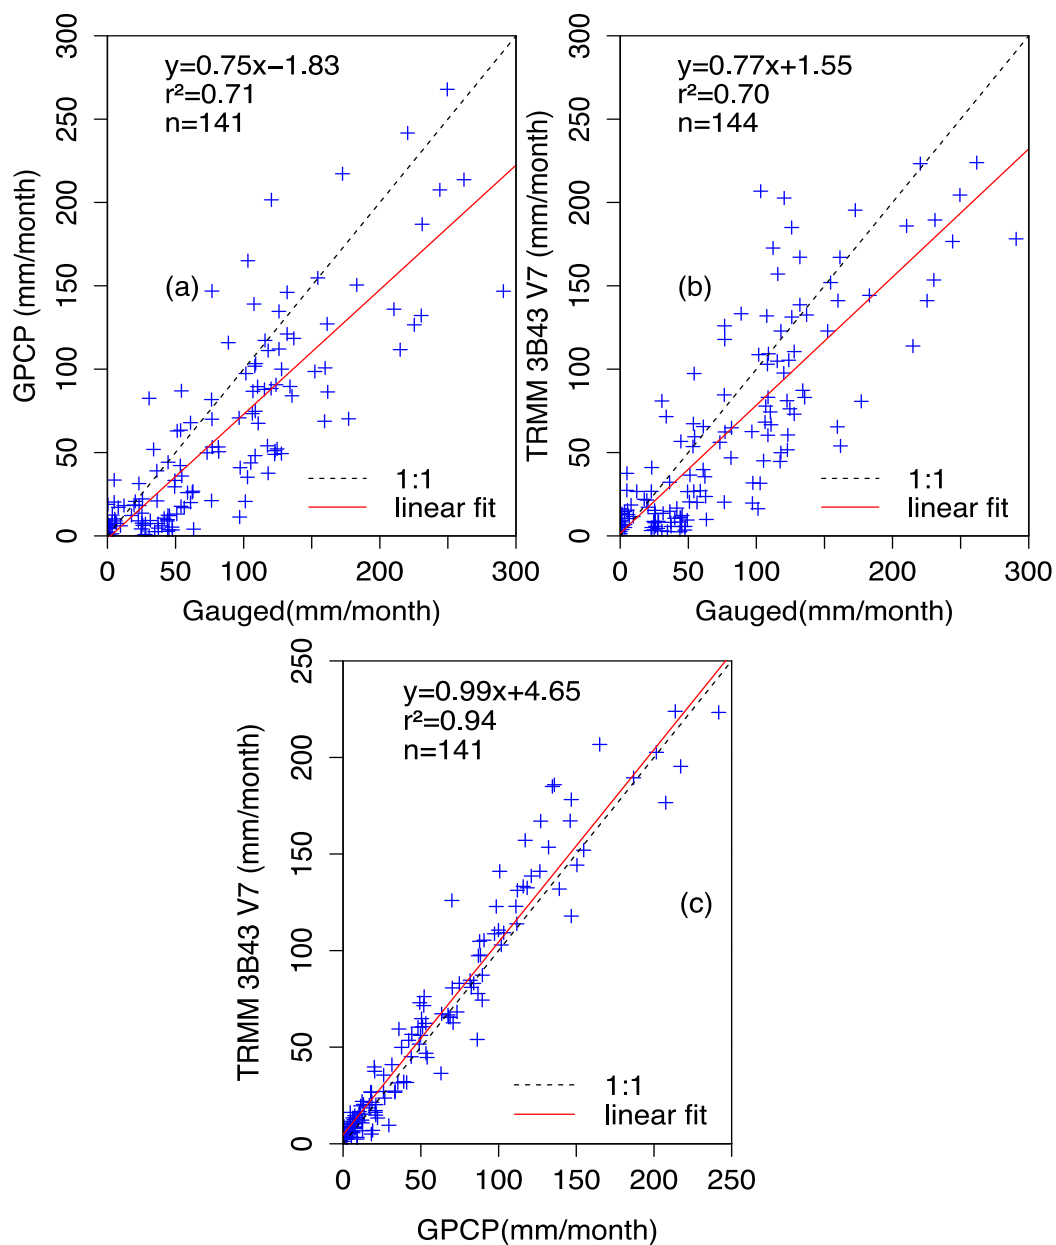 y=0.75x−1.83
r²=0.71
n=141
(a)
1:1
linear fit
GPCP (mm/month)
0
50
100
150
200
250
300
0
50
100
200
300
Gauged(mm/month)
y=0.77x+1.55
r²=0.70
n=144
(b)
1:1
linear fit
TRMM 3B43 V7 (mm/month)
0
50
100
150
200
250
300
0
50
100
200
300
Gauged(mm/month)
y=0.99x+4.65
r²=0.94
n=141
(c)
1:1
linear fit
TRMM 3B43 V7 (mm/month)
0
50
100
150
200
250
0
50
100
150
200
250
GPCP(mm/month)